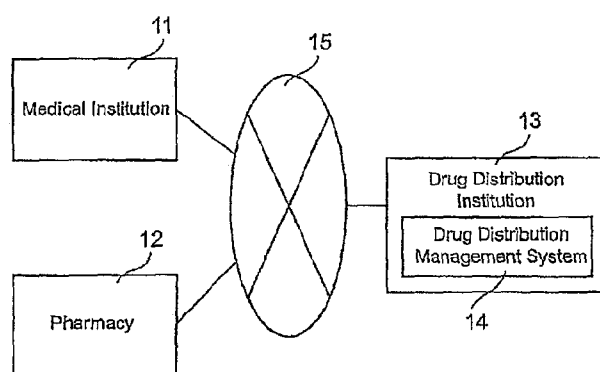 11
Medical Institution
15
13
Drug Distribution
Institution
Drug Distribution
Management System
14
12
Pharmacy